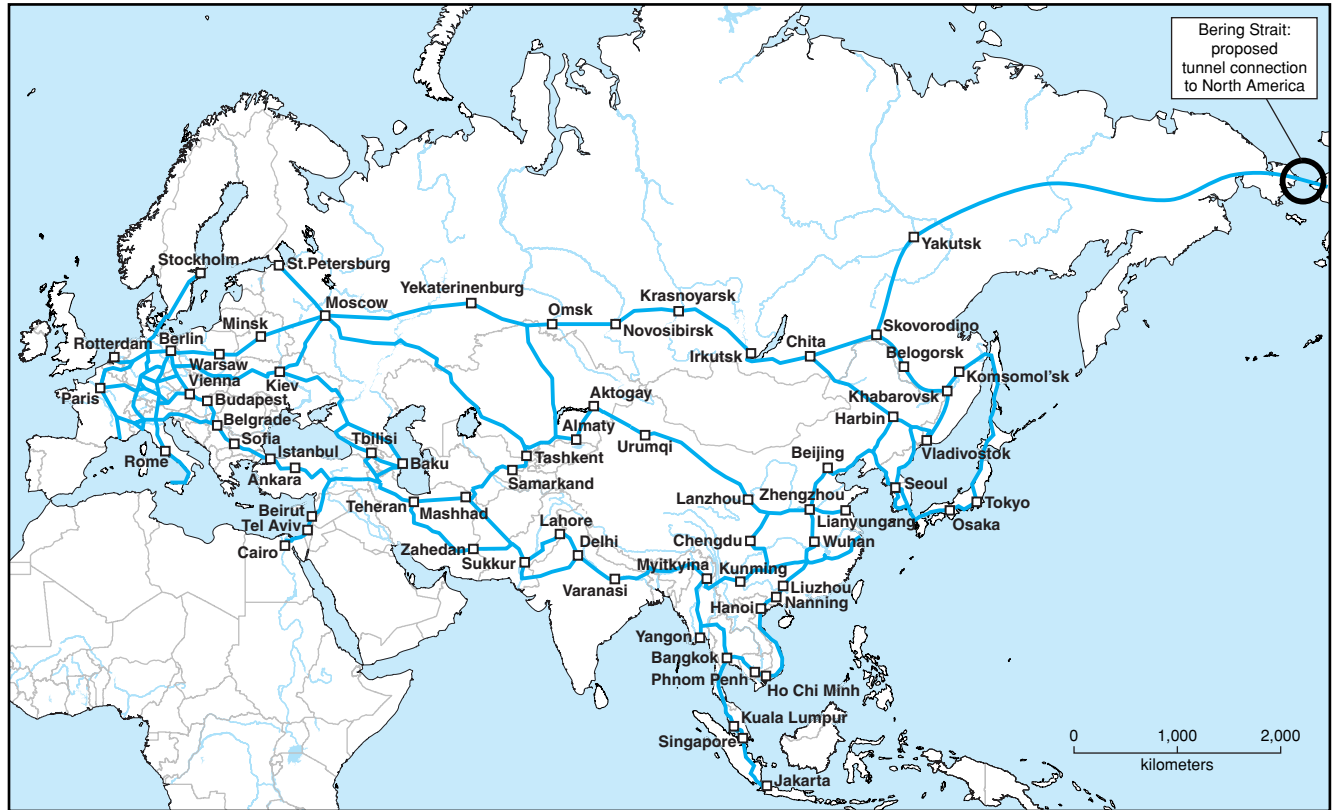 Bering Strait:
proposed
tunnel connection
to North America
Yakutsk
Stockholm
St.Petersburg
Yekaterinenburg
Krasnoyarsk
Moscow
Omsk
Novosibirsk
Minsk
Skovorodino
Rotterdam
Berlin
Irkutsk
Chita
Belogorsk
Warsaw
Komsomol'sk
Vienna
Kiev
Paris
Budapest
Aktogay
Khabarovsk
Harbin
Belgrade
Almaty
Sofia
Tbilisi
Urumqi
Vladivostok
Istanbul
Beijing
Rome
Baku
Tashkent
Ankara
Samarkand
Seoul
Teheran
Mashhad
Lanzhou
Zhengzhou
Tokyo
Beirut
Lianyungang
Osaka
Tel Aviv
Lahore
Chengdu
Wuhan
Cairo
Zahedan
Delhi
Sukkur
Myitkyina
Kunming
Varanasi
Liuzhou
Nanning
Hanoi
Yangon
Bangkok
Phnom Penh
Ho Chi Minh
Kuala Lumpur
Singapore
Jakarta
0 1,000 2,000
kilometers